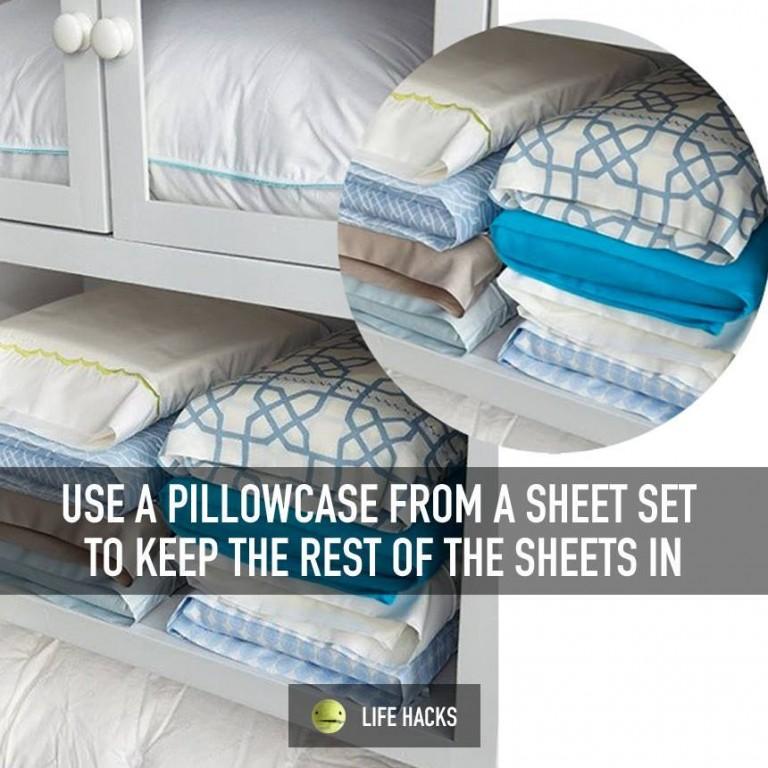 USE A PILLOWCASE FROM A SHEET SET
TO KEEP THE REST OF THE SHEETS IN
LIFE HACKS